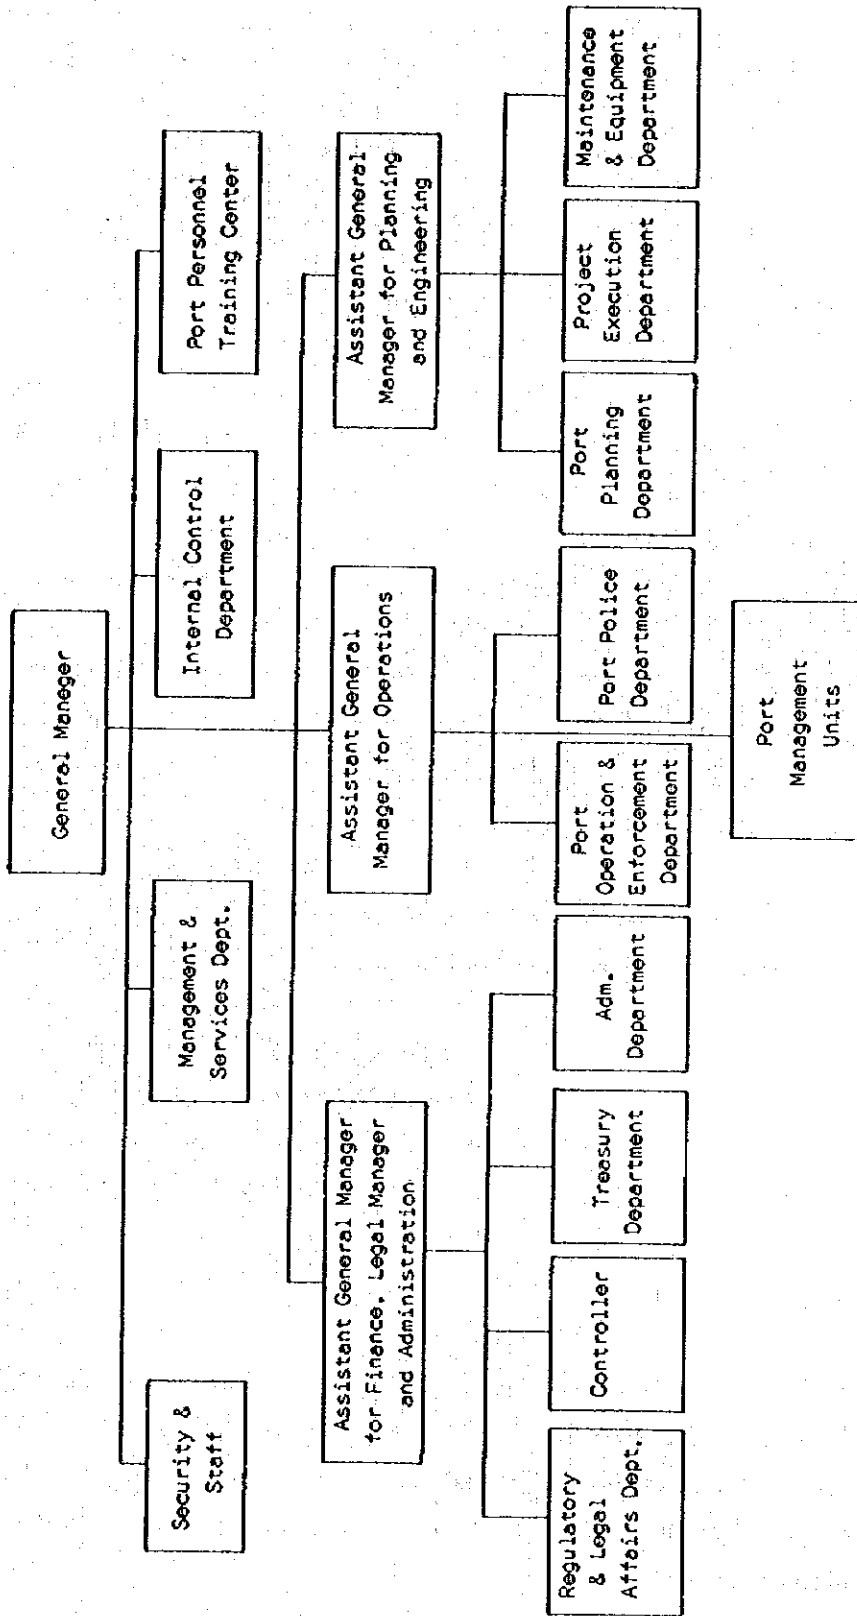 General Maneger
Security &
Staff
Management &
Services Dept.
Internal Control
Department
Port Personnel
Training Center
Assistant General Manager
for Finance, Legal Manager
and Administration
Assistant General
Manager for Operations
Assistant General
Manager for Planning
and Engineering
Regulatory
& Legal
Affairs Dept.
Controller
Treasury
Department
Adm.
Department
Port
Operation &
Enforcement
Department
Port Police
Department
Port
Planning
Department
Project
Execution
Department
Maintenance
& Equipment
Department
Port
Management
Units